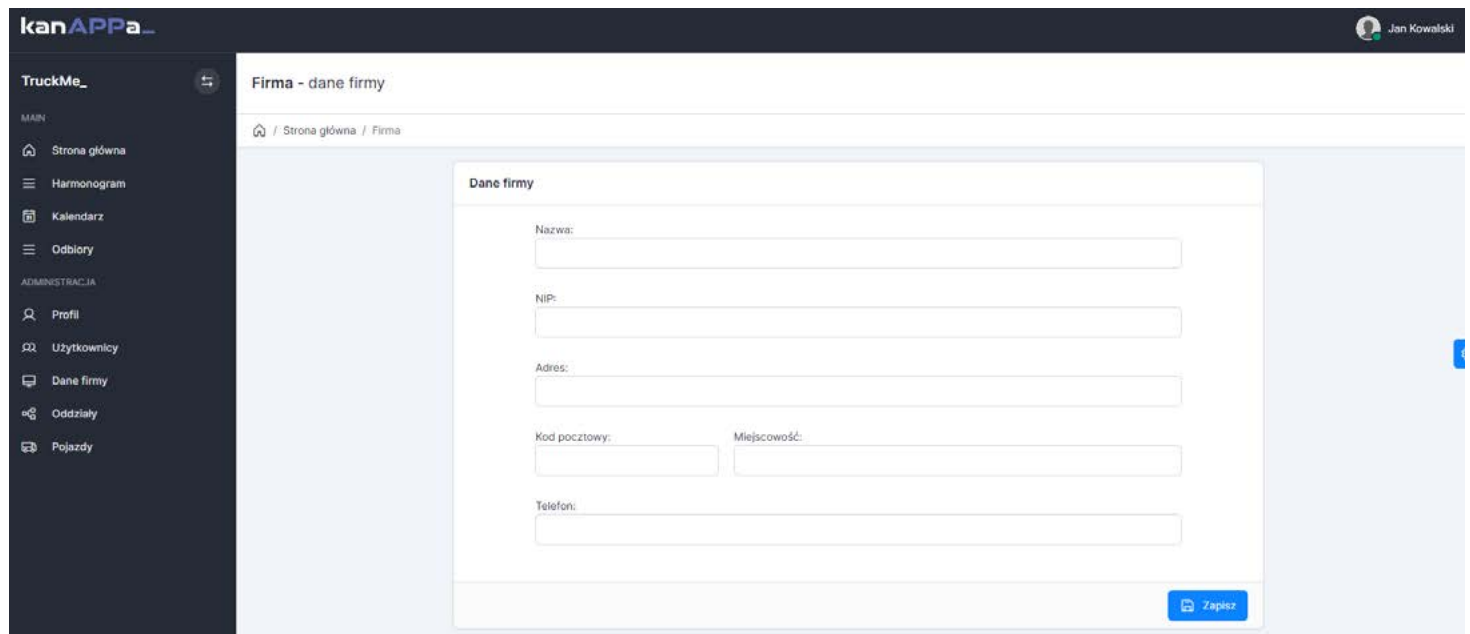 kanAPPa_
Jan Kowalski
TruckMe_
MAIN
Strona główna
Harmonogram
Kalendarz
Odbiory
ADMINISTRACJA
Profil
Użytkownicy
Dane firmy
Oddziały
Pojazdy
Firma - dane firmy
/ Strona główna / Firma
Dane firmy
Nazwa:
NIP:
Adres:
Kod pocztowy: Miejscowość:
Telefon:
Zapisz